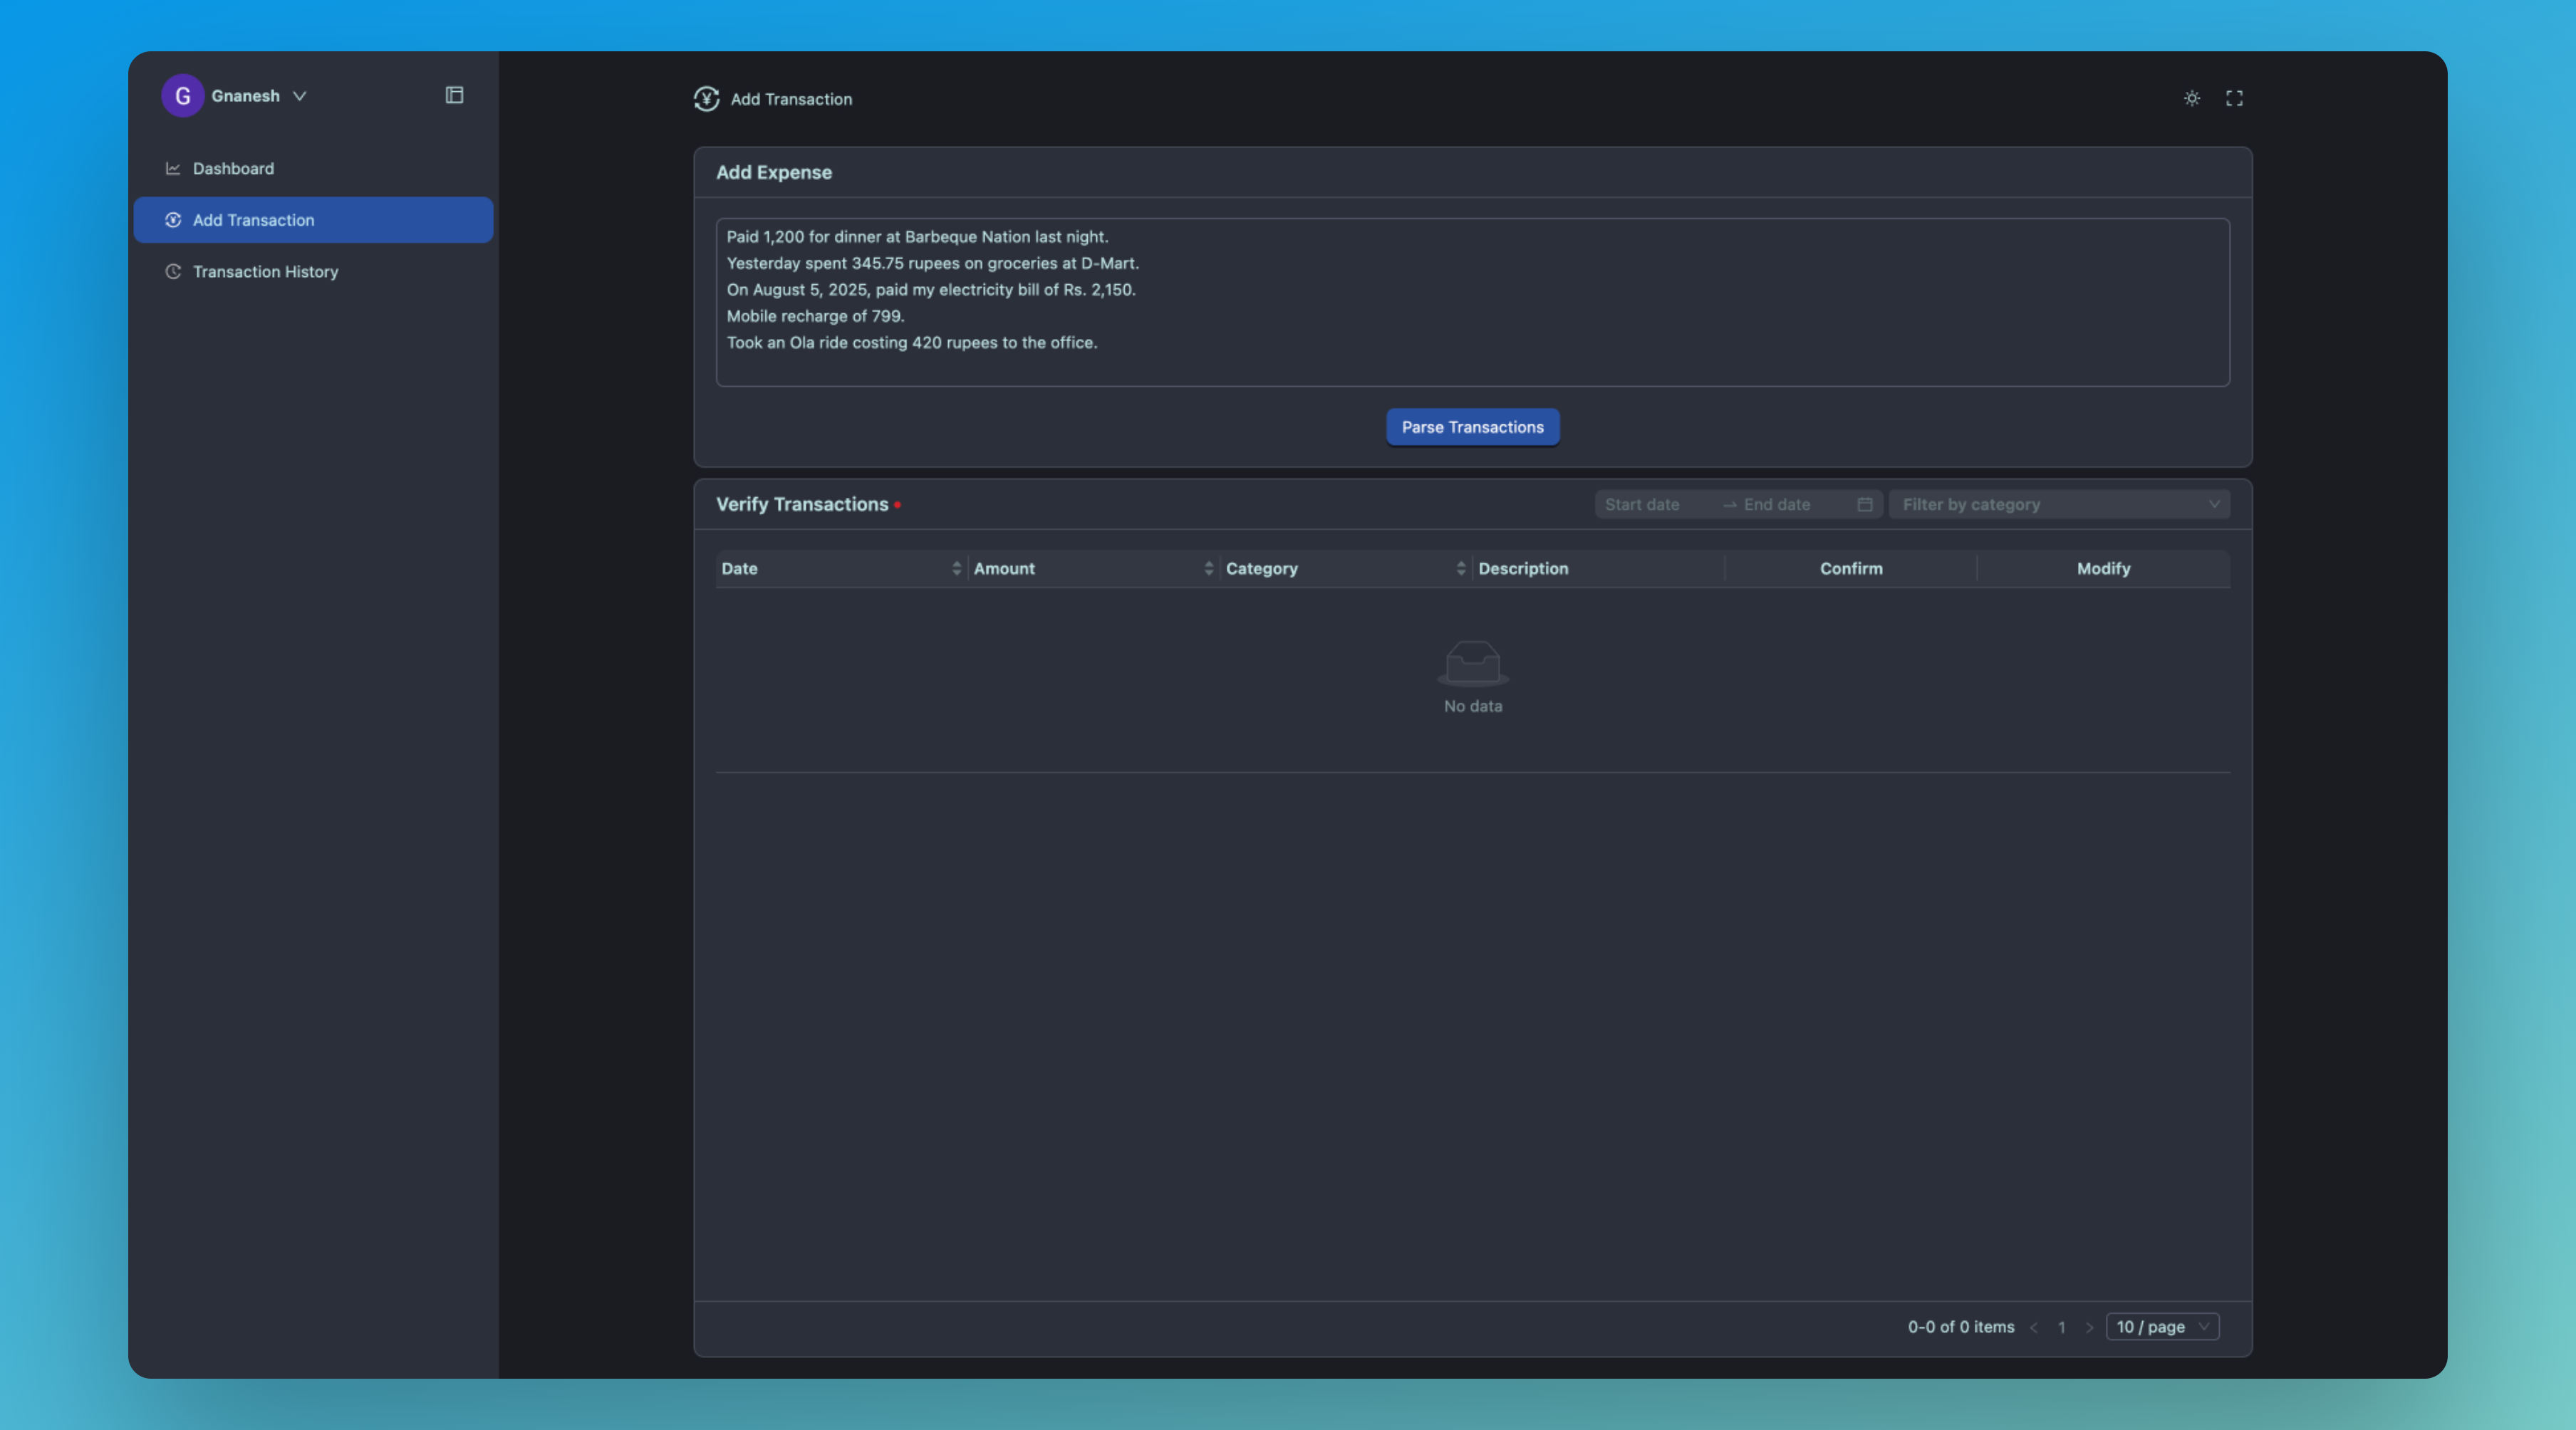 G Gnanesh
Dashboard
Add Transaction
Transaction History
Add Transaction
Add Expense
Paid 1,200 for dinner at Barbeque Nation last night.
Yesterday spent 345.75 rupees on groceries at D-Mart.
On August 5, 2025, paid my electricity bill of Rs. 2,150.
Mobile recharge of 799.
Took an Ola ride costing 420 rupees to the office.
Parse Transactions
Verify Transactions
Start date End date Filter by category
Date Amount Category Description Confirm Modify
No data
0-0 of 0 items < 1 > 10 / page